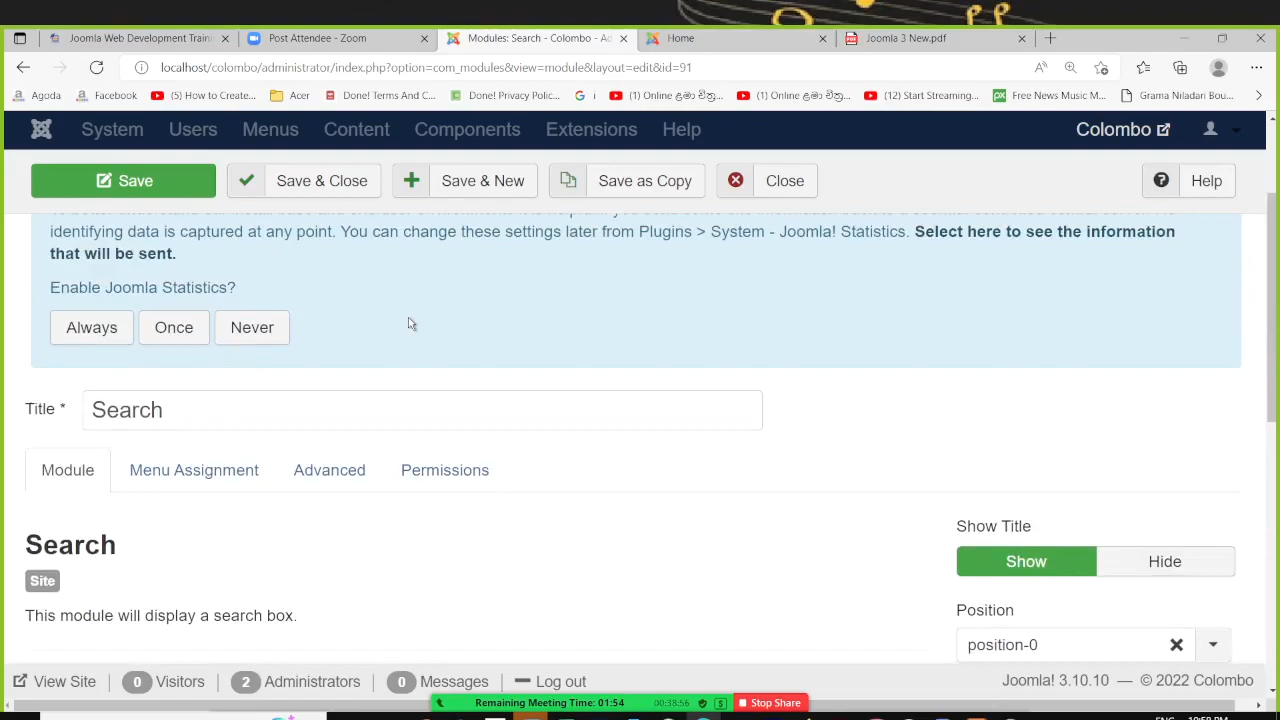 Joomla Web Development Traini
Post Attendee - Zoom
Modules: Search - Colombo - Ad
Home
Joomla 3 New.pdf
localhost/colombo/administrator/index.php?option=com_modules&view=module&layout=edit&id=91
Agoda
Facebook
(5) How to Create...
Acer
Done! Terms And C...
Done! Privacy Polic...
(1) Online ළමා චිත්‍ර...
(1) Online ළමා චිත්‍ර...
(12) Start Streaming...
Free News Music M...
Grama Niladari Bou...
System
Users
Menus
Content
Components
Extensions
Help
Colombo
Save
Save & Close
Save & New
Save as Copy
Close
Help
identifying data is captured at any point. You can change these settings later from Plugins > System - Joomla! Statistics. Select here to see the information
that will be sent.
Enable Joomla Statistics?
Always
Once
Never
Title *
Search
Module
Menu Assignment
Advanced
Permissions
Search
Show Title
Site
Show
Hide
This module will display a search box.
Position
position-0
View Site
0 Visitors
2 Administrators
0 Messages
Log out
Joomla! 3.10.10 — © 2022 Colombo
Remaining Meeting Time: 01:54
00:38:56
Stop Share